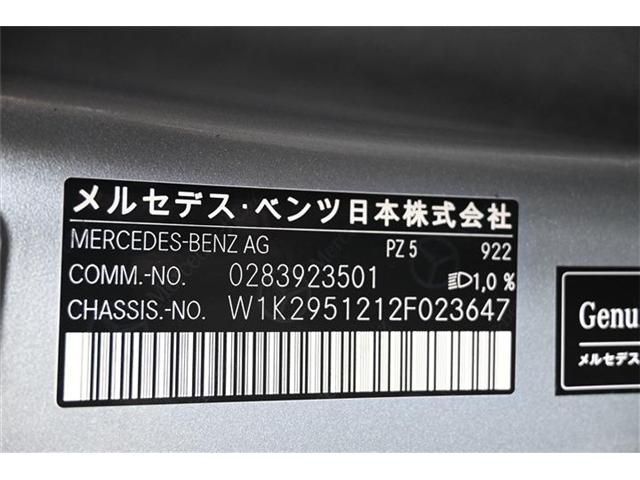 メルセデス・ベンツ日本株式会社
MERCEDES-BENZ AG PZ 5 922
COMM.-NO. 0283923501 1,0 %
CHASSIS.-NO. W1K2951212F023647
Genu
メルセデス